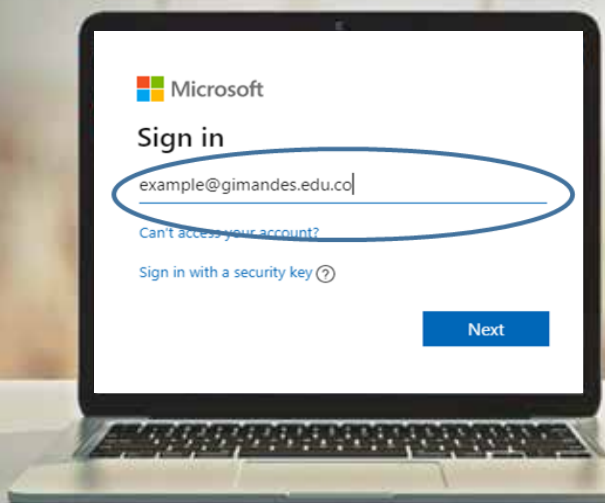 Microsoft
Sign in
example@gimandes.edu.co
Can't access your account?
Sign in with a security key
Next